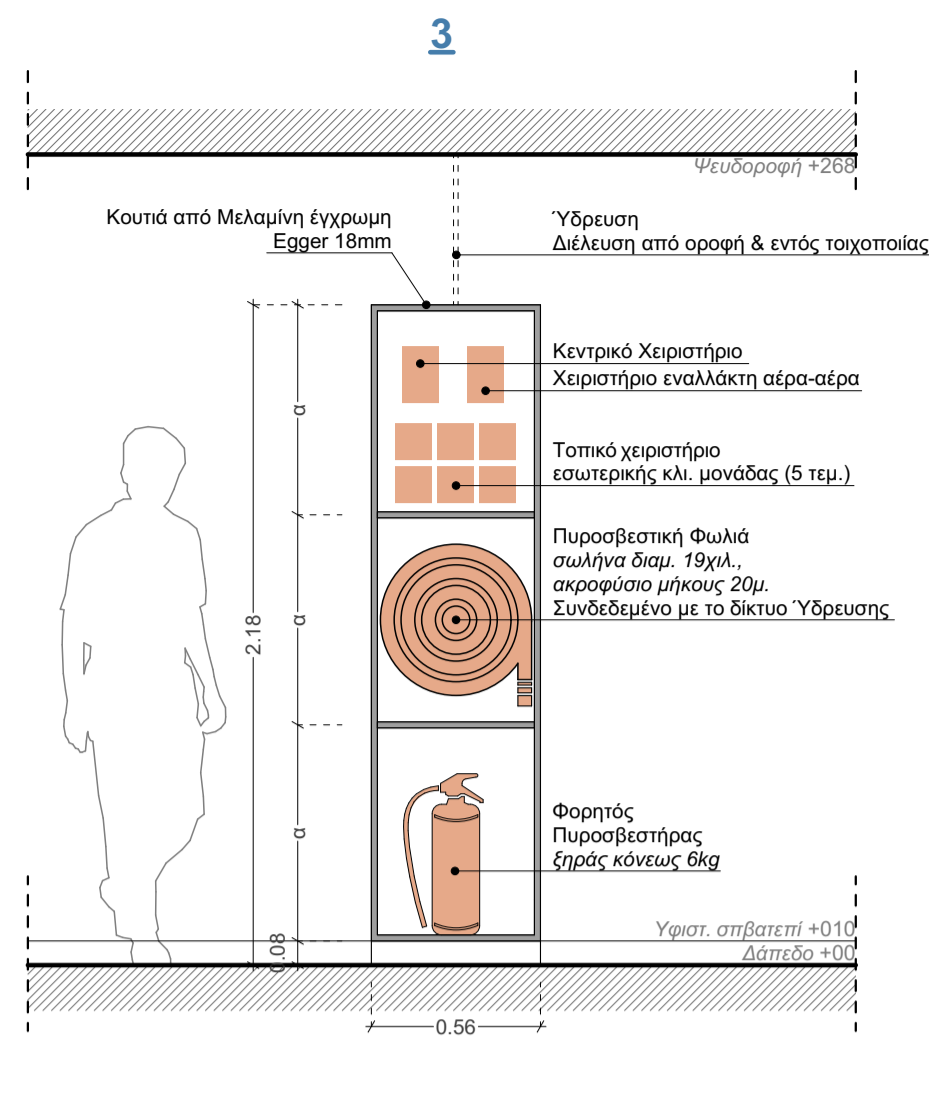 3
Ψευδοροφή +268
Κουτιά από Μελαμίνη έγχρωμη
Egger 18mm
Ύδρευση
Διέλευση από οροφή & εντός τοιχοποιίας
Κεντρικό Χειριστήριο
Χειριστήριο εναλλάκτη αέρα-αέρα
α
Τοπικό χειριστήριο
εσωτερικής κλι. μονάδας (5 τεμ.)
Πυροσβεστική Φωλιά
σωλήνα διαμ. 19χιλ.,
ακροφύσιο μήκους 20μ.
Συνδεδεμένο με το δίκτυο Ύδρευσης
2.18
α
Φορητός
Πυροσβεστήρας
ξηράς κόνεως 6kg
α
Υφιστ. σπβατεπί +010
Δάπεδο +00
0.08
0.56